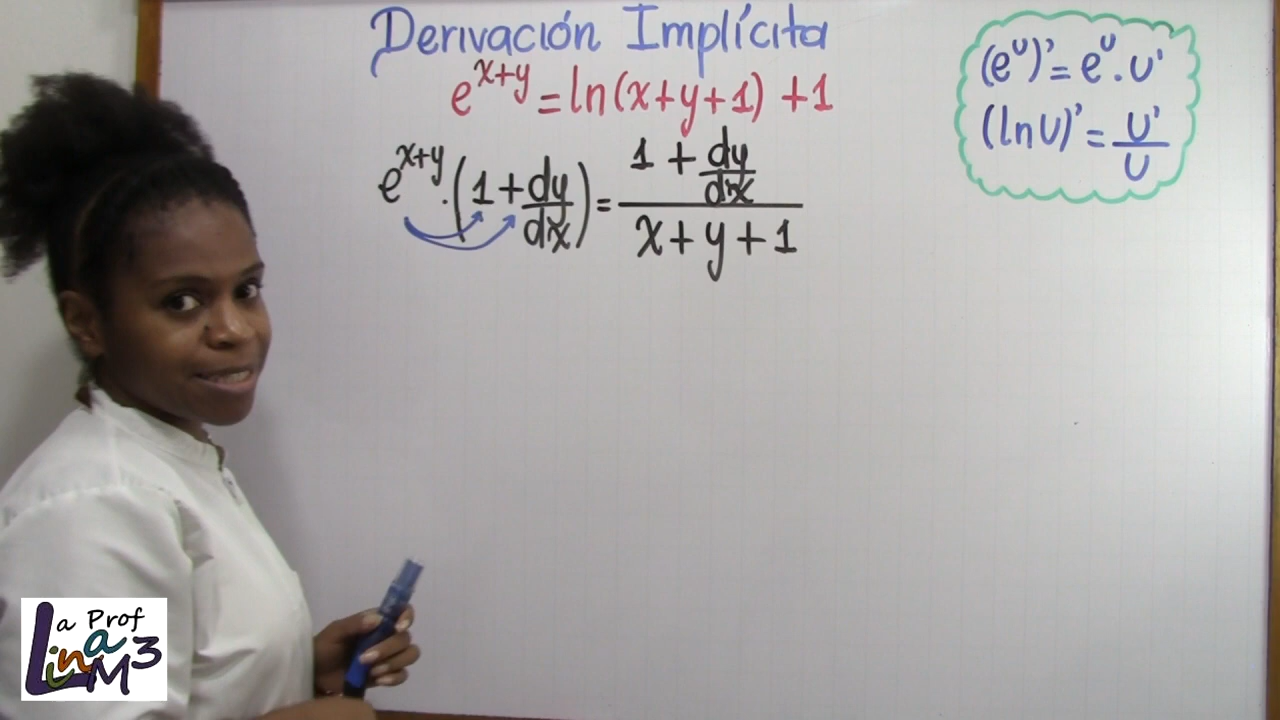 Derivación Implícita
e^{x+y} = ln(x+y+1) + 1
e^{x+y} · (1 + dy/dx) = (1 + dy/dx)/(x + y + 1)
(e^U)' = e^U · U'
(ln U)' = U'/U
La Prof
Lina M3